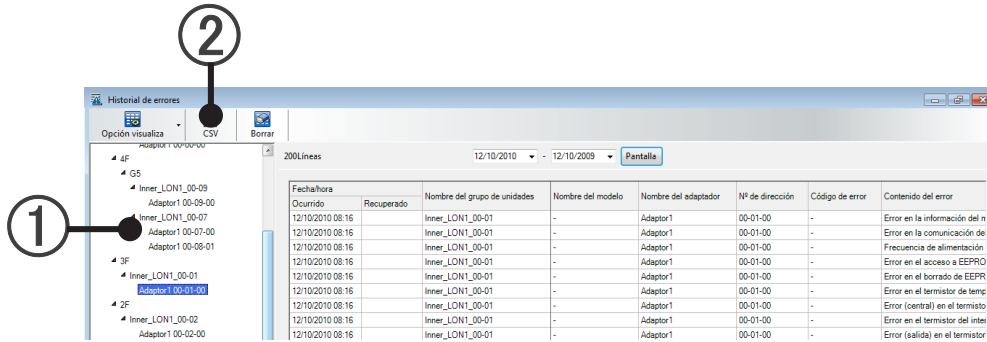 2
Historial de errores
Opción visualiza CSV Borrar
Adaptor1 00-00-00
4F
G5
Inner_LON1_00-09
Adaptor1 00-09-00
Inner_LON1_00-07
Adaptor1 00-07-00
Adaptor1 00-08-01
3F
Inner_LON1_00-01
Adaptor1 00-01-00
2F
Inner_LON1_00-02
Adaptor1 00-02-00
1
200Líneas 12/10/2010 - 12/10/2009 Pantalla
Fecha/hora Nombre del grupo de unidades Nombre del modelo Nombre del adaptador Nº de dirección Código de error Contenido del error
Ocurrido Recuperado
12/10/2010 08:16 Inner_LON1_00-01 - Adaptor1 00-01-00 - Error en la información del
12/10/2010 08:16 Inner_LON1_00-01 - Adaptor1 00-01-00 - Error en la comunicación de
12/10/2010 08:16 Inner_LON1_00-01 - Adaptor1 00-01-00 - Frecuencia de alimentación
12/10/2010 08:16 Inner_LON1_00-01 - Adaptor1 00-01-00 - Error en el acceso a EEPRO
12/10/2010 08:16 Inner_LON1_00-01 - Adaptor1 00-01-00 - Error en el borrado de EEPR
12/10/2010 08:16 Inner_LON1_00-01 - Adaptor1 00-01-00 - Error en el termistor de temp
12/10/2010 08:16 Inner_LON1_00-01 - Adaptor1 00-01-00 - Error (central) en el termisto
12/10/2010 08:16 Inner_LON1_00-01 - Adaptor1 00-01-00 - Error en el termistor del inter
12/10/2010 08:16 Inner_LON1_00-01 - Adaptor1 00-01-00 - Error (salida) en el termistor